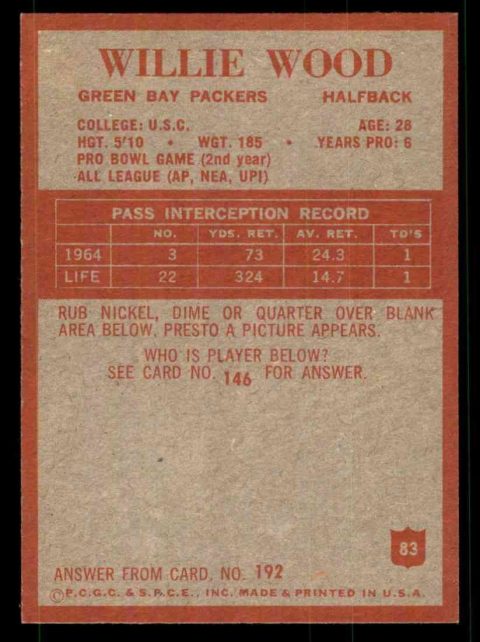 WILLIE WOOD
GREEN BAY PACKERS HALFBACK
COLLEGE: U.S.C. AGE: 28
HGT. 5'10 • WGT. 185 • YEARS PRO: 6
PRO BOWL GAME (2nd year)
ALL LEAGUE (AP, NEA, UPI)
PASS INTERCEPTION RECORD
NO. YDS. RET. AV. RET. TD'S
1964 3 73 24.3 1
LIFE 22 324 14.7 1
RUB NICKEL, DIME OR QUARTER OVER BLANK
AREA BELOW, PRESTO A PICTURE APPEARS.
WHO IS PLAYER BELOW?
SEE CARD NO. 146 FOR ANSWER.
83
ANSWER FROM CARD, NO. 192
©P.C.G.C. & S.P.C.E., INC. MADE & PRINTED IN U.S.A.